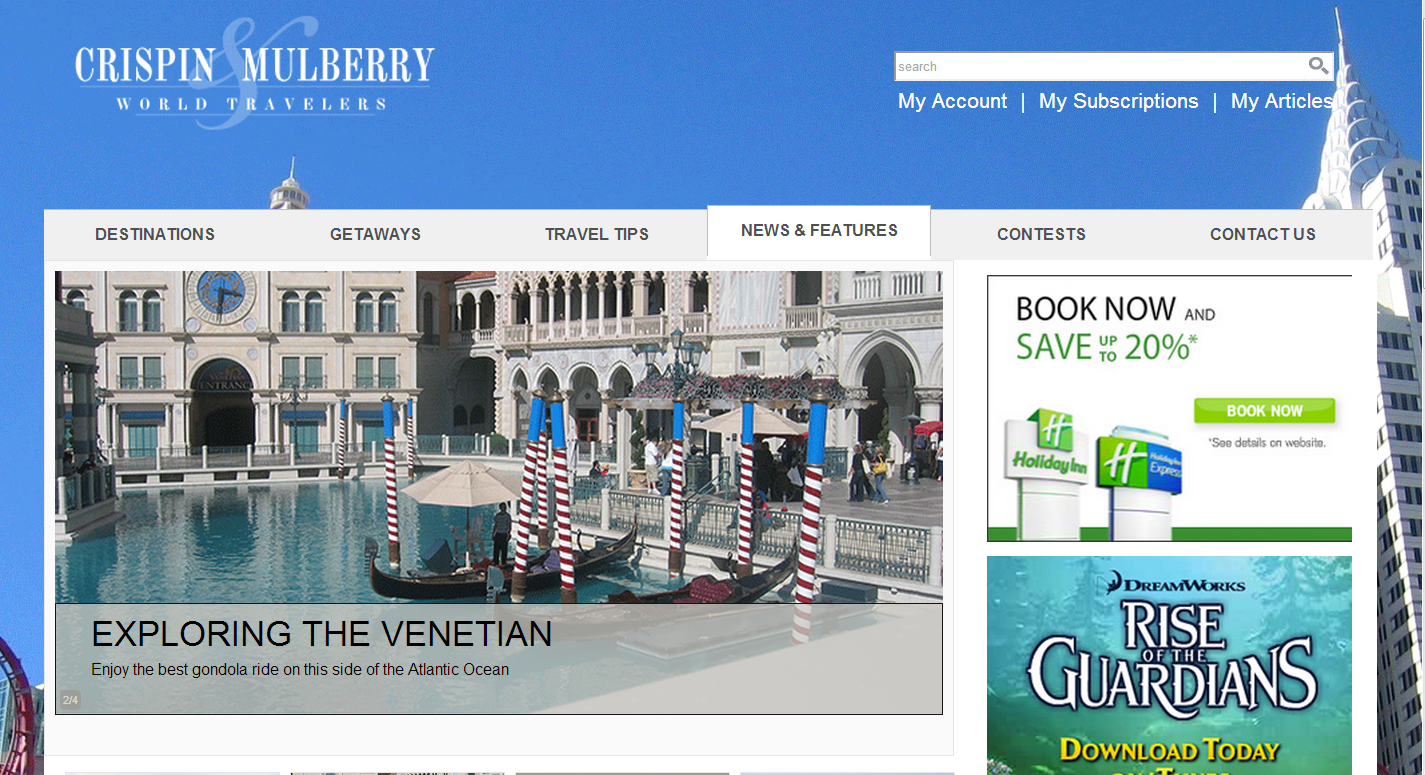 CRISPIN & MULBERRY
WORLD TRAVELERS
search
My Account | My Subscriptions | My Articles
DESTINATIONS
GETAWAYS
TRAVEL TIPS
NEWS & FEATURES
CONTESTS
CONTACT US
ENTRANCE
EXPLORING THE VENETIAN
Enjoy the best gondola ride on this side of the Atlantic Ocean
2/4
BOOK NOW AND
SAVE UP TO 20%*
BOOK NOW
*See details on website.
H
Holiday Inn
H
Holiday Inn
Express
DREAMWORKS
RISE
OF THE
GUARDIANS
DOWNLOAD TODAY
ON iTUNES